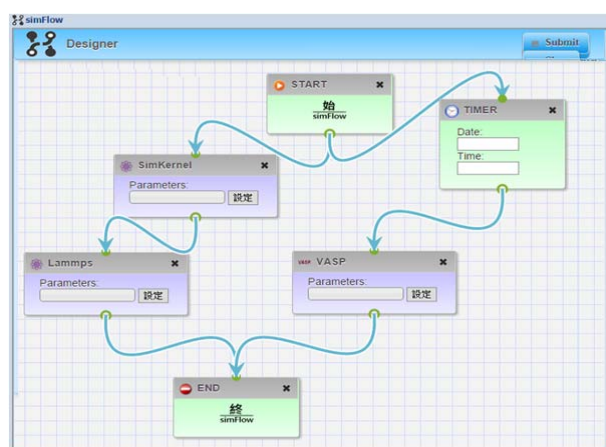 simFlow
Designer
Submit
START
始
simFlow
TIMER
Date:
Time:
SimKernel
Parameters:
設定
Lammps
Parameters:
設定
VASP VASP
Parameters:
設定
END
終
simFlow